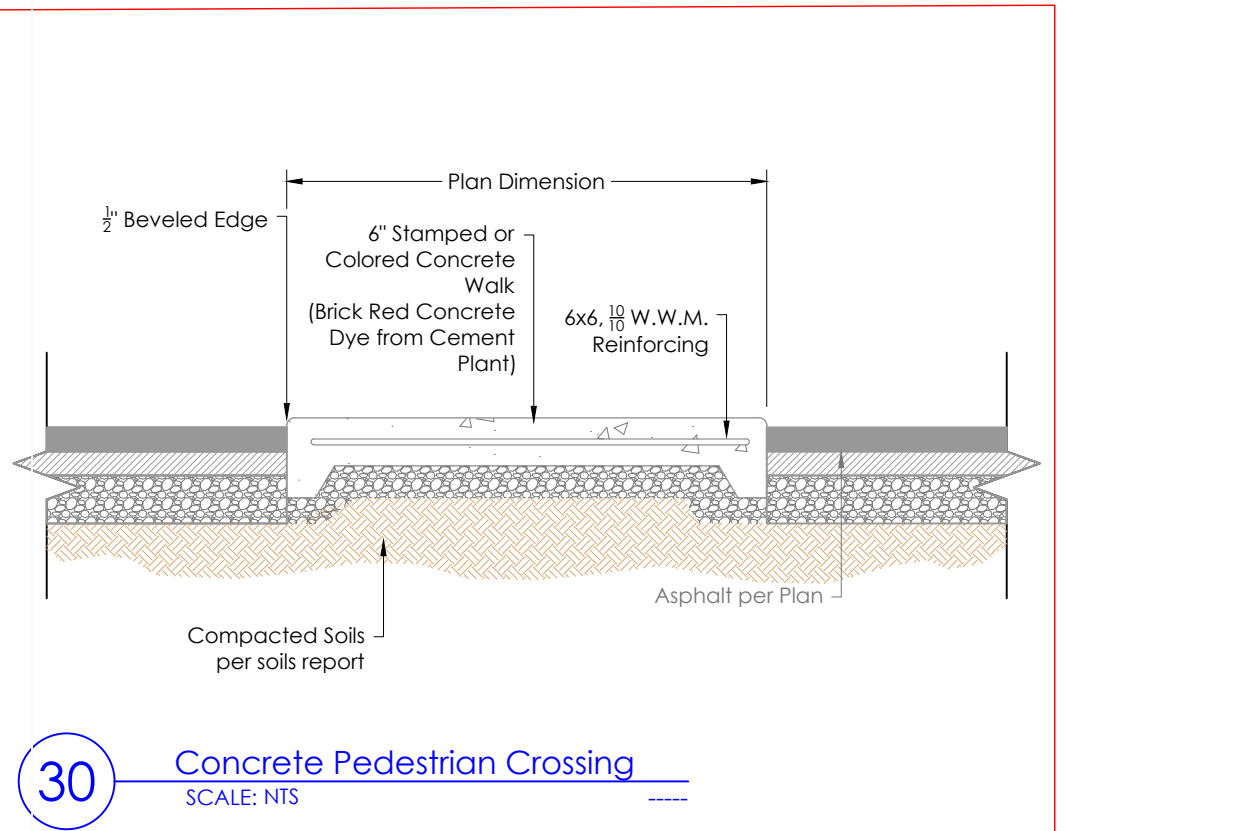 Plan Dimension
½" Beveled Edge
6" Stamped or
Colored Concrete
Walk
(Brick Red Concrete
Dye from Cement
Plant)
6x6, 10/10 W.W.M.
Reinforcing
Asphalt per Plan
Compacted Soils
per soils report
30
Concrete Pedestrian Crossing
SCALE: NTS
-----